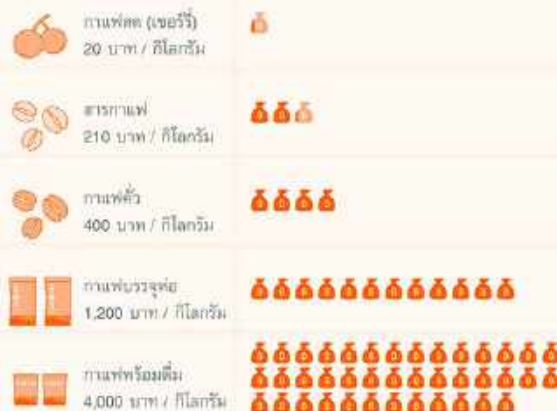 กาแฟสด (เชอร์รี่)
20 บาท / กิโลกรัม
สารกาแฟ
210 บาท / กิโลกรัม
กาแฟคั่ว
400 บาท / กิโลกรัม
กาแฟบรรจุห่อ
1,200 บาท / กิโลกรัม
กาแฟพร้อมดื่ม
4,000 บาท / กิโลกรัม